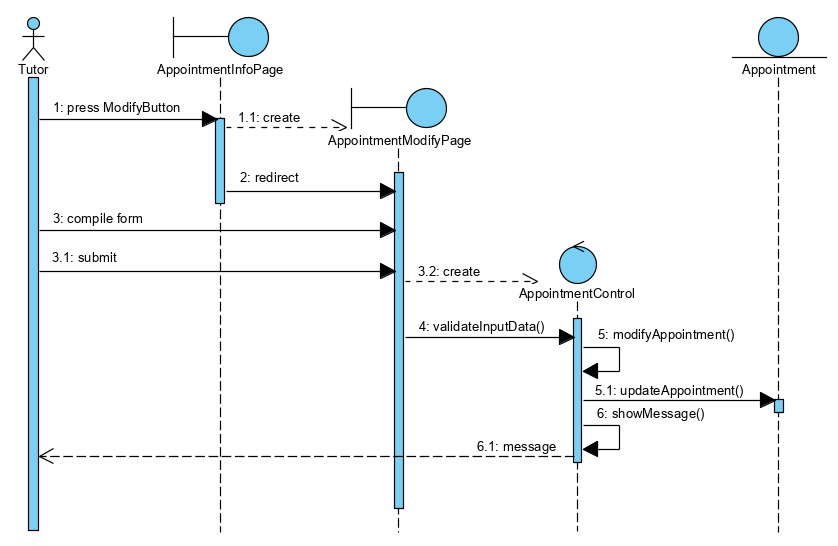 Tutor
AppointmentInfoPage
Appointment
1: press ModifyButton
1.1: create
AppointmentModifyPage
2: redirect
3: compile form
3.1: submit
3.2: create
AppointmentControl
4: validateInputData()
5: modifyAppointment()
5.1: updateAppointment()
6: showMessage()
6.1: message